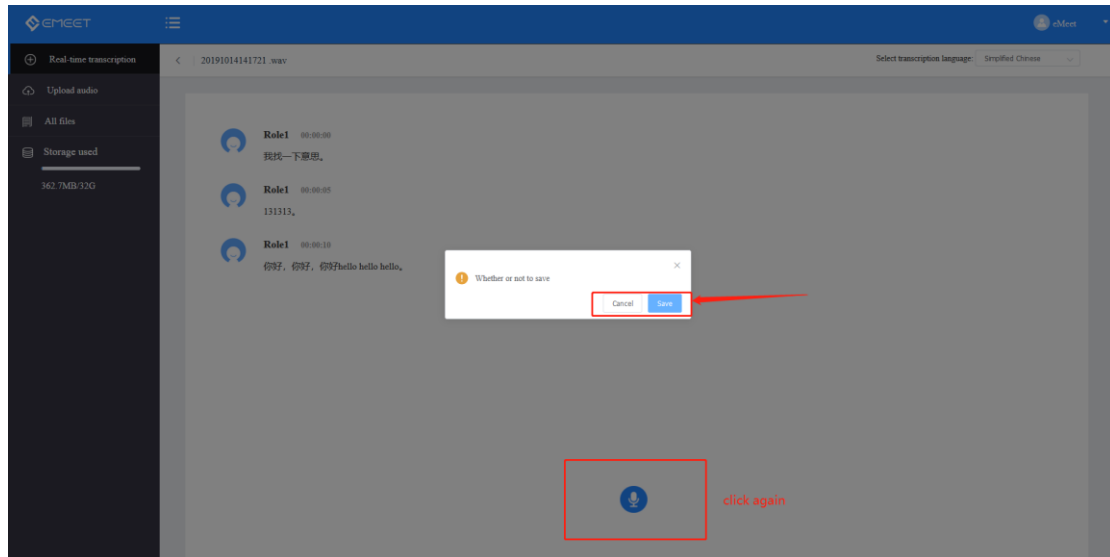 EMEET
eMeet
Real-time transcription
20191014141721 .wav
Select transcription language: Simplified Chinese
Upload audio
All files
Storage used
362.7MB/32G
Role1 00:00:00
我找一下意思。
Role1 00:00:05
131313。
Role1 00:00:10
你好，你好，你好hello hello hello。
Whether or not to save
Cancel Save
click again